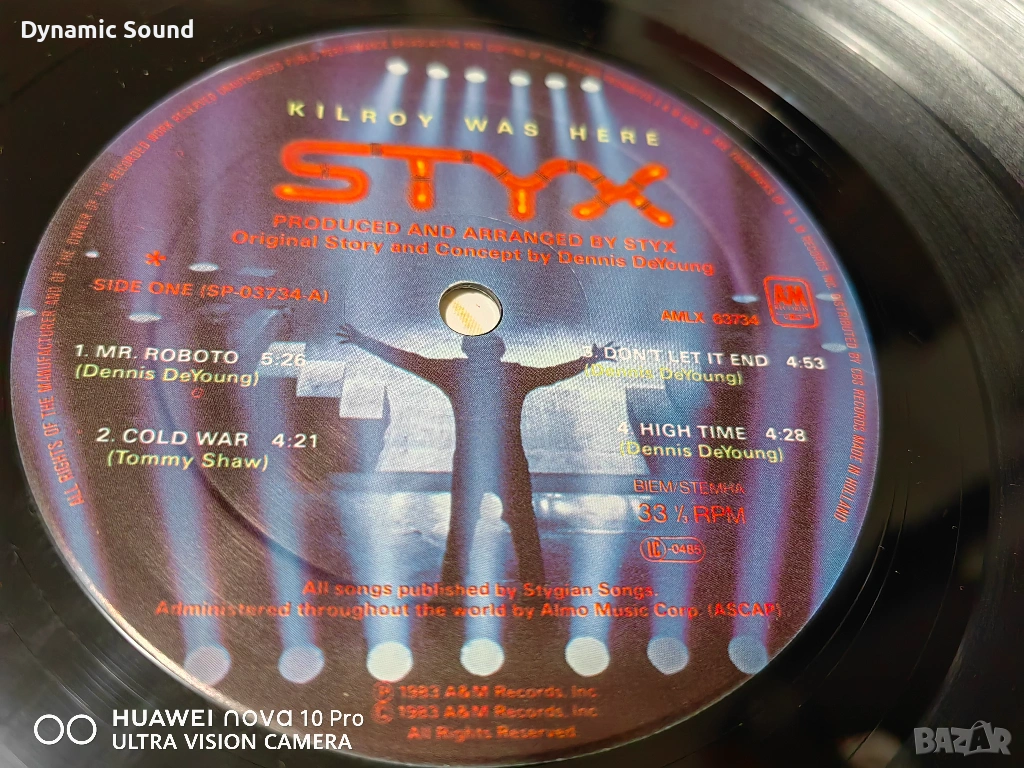 Dynamic Sound
KILROY WAS HERE
STYX
PRODUCED AND ARRANGED BY STYX
Original Story and Concept by Dennis DeYoung
*
SIDE ONE (SP-03734-A)
AMLX 63734
AM
1. MR. ROBOTO 5:26
(Dennis DeYoung)
2. COLD WAR 4:21
(Tommy Shaw)
3. DON'T LET IT END 4:53
(Dennis DeYoung)
4. HIGH TIME 4:28
(Dennis DeYoung)
BIEM/STEMRA
33 ⅓ RPM
LC-0485
All songs published by Stygian Songs.
Administered throughout the world by Almo Music Corp. (ASCAP)
℗ 1983 A&M Records, Inc.
© 1983 A&M Records, Inc.
All Rights Reserved.
ALL RIGHTS OF THE MANUFACTURER AND OF THE OWNER OF THE RECORDED WORK RESERVED
DISTRIBUTED BY CBS RECORDS MADE IN HOLLAND
HUAWEI nova 10 Pro
ULTRA VISION CAMERA
BAZAR